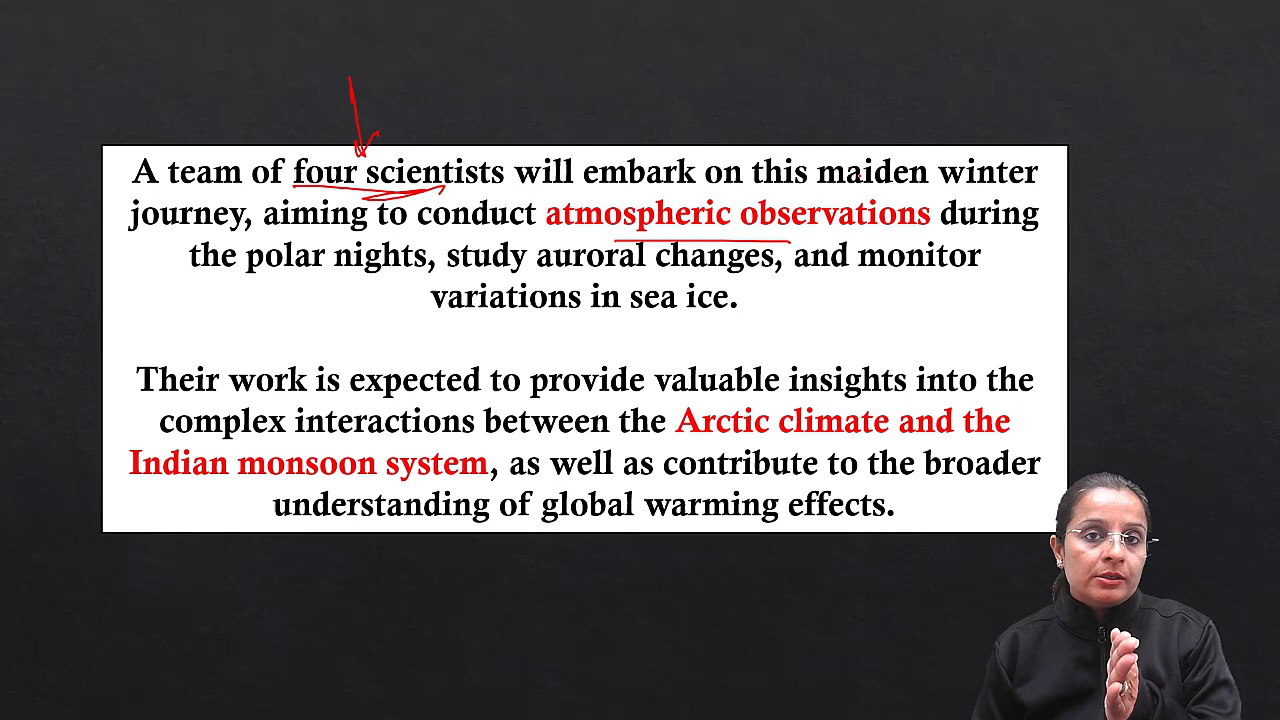 A team of four scientists will embark on this maiden winter
journey, aiming to conduct atmospheric observations during
the polar nights, study auroral changes, and monitor
variations in sea ice.
Their work is expected to provide valuable insights into the
complex interactions between the Arctic climate and the
Indian monsoon system, as well as contribute to the broader
understanding of global warming effects.